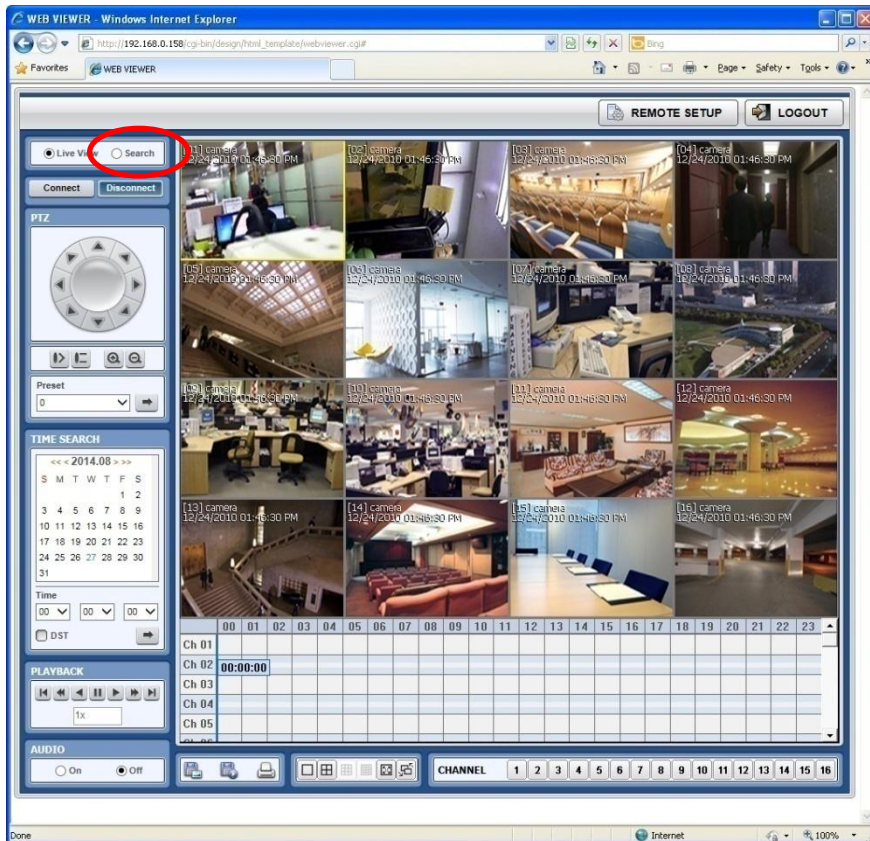 WEB VIEWER - Windows Internet Explorer
http://192.168.0.158/cgi-bin/design/html_template/webviewer.cgi#
Bing
Favorites WEB VIEWER Page Safety Tools
REMOTE SETUP LOGOUT
Live View Search
Connect Disconnect
PTZ
Preset
0
TIME SEARCH
<< < 2014.08 > >>
S M T W T F S
1 2
3 4 5 6 7 8 9
10 11 12 13 14 15 16
17 18 19 20 21 22 23
24 25 26 27 28 29 30
31
Time
00 00 00
DST
PLAYBACK
1x
AUDIO
On Off
[01] camera
12/24/2010 01:46:30 PM
[02] camera
12/24/2010 01:46:30 PM
[03] camera
12/24/2010 01:46:30 PM
[04] camera
12/24/2010 01:46:30 PM
[05] camera
12/24/2010 01:46:30 PM
[06] camera
12/24/2010 01:46:30 PM
[07] camera
12/24/2010 01:46:30 PM
[08] camera
12/24/2010 01:46:30 PM
[09] camera
12/24/2010 01:46:30 PM
[10] camera
12/24/2010 01:46:30 PM
[11] camera
12/24/2010 01:46:30 PM
[12] camera
12/24/2010 01:46:30 PM
[13] camera
12/24/2010 01:46:30 PM
[14] camera
12/24/2010 01:46:30 PM
[15] camera
12/24/2010 01:46:30 PM
[16] camera
12/24/2010 01:46:30 PM
00 01 02 03 04 05 06 07 08 09 10 11 12 13 14 15 16 17 18 19 20 21 22 23
Ch 01
Ch 02 00:00:00
Ch 03
Ch 04
Ch 05
CHANNEL 1 2 3 4 5 6 7 8 9 10 11 12 13 14 15 16
Done Internet 100%